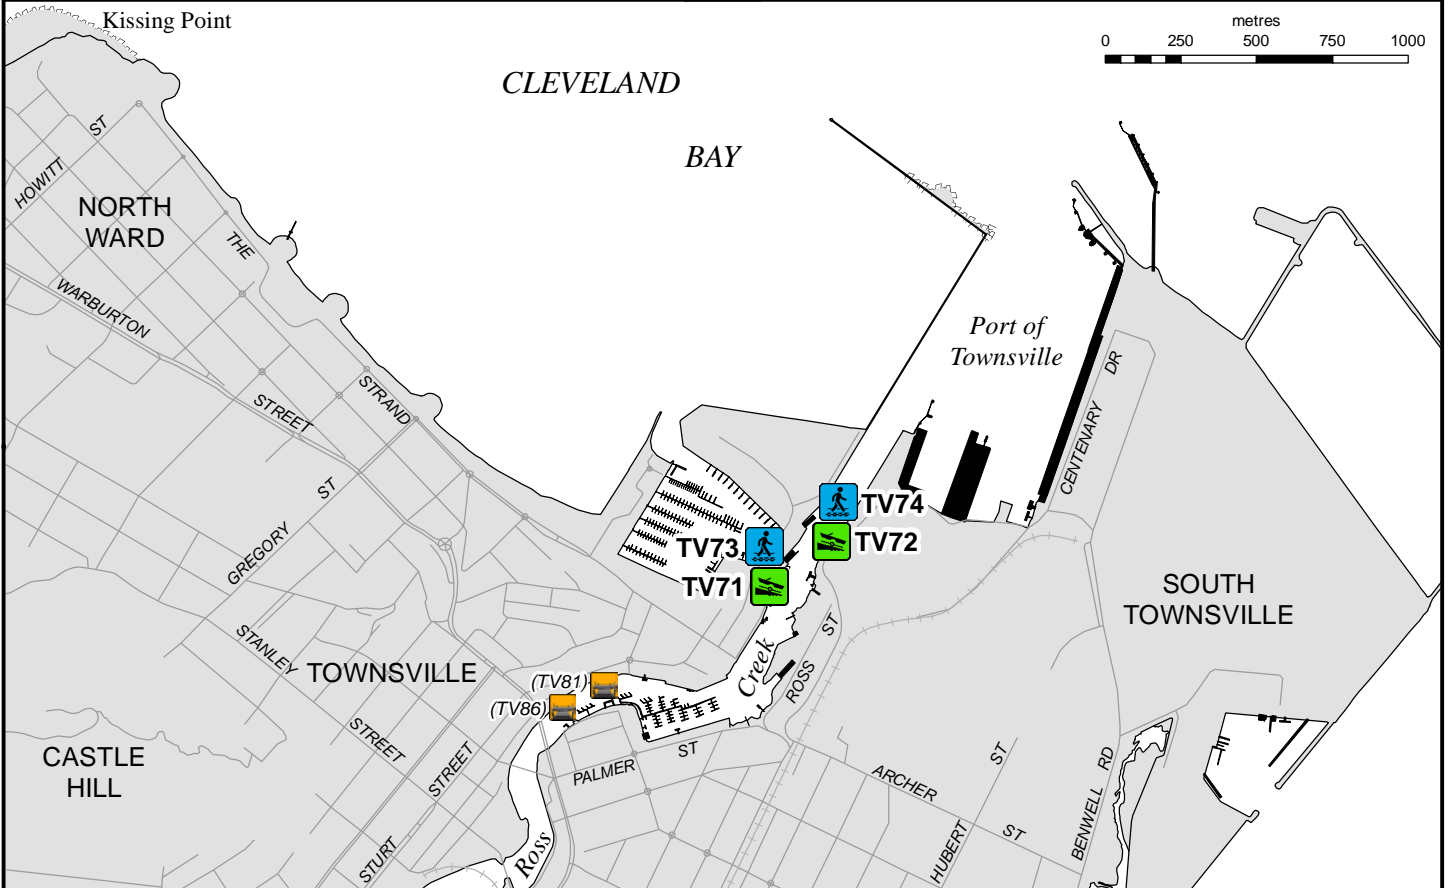 Kissing Point
metres
0 250 500 750 1000
CLEVELAND
BAY
HOWITT
ST
NORTH
WARD
THE
WARBURTON
STREET
STRAND
Port of
Townsville
CENTENARY
DR
GREGORY
ST
TV74
TV73
TV72
TV71
SOUTH
TOWNSVILLE
STANLEY
STREET
TOWNSVILLE
(TV81)
(TV86)
Creek
ROSS
ST
CASTLE
HILL
STURT
STREET
PALMER
ST
ARCHER
ST
HUBERT
ST
BENWELL
RD
Ross